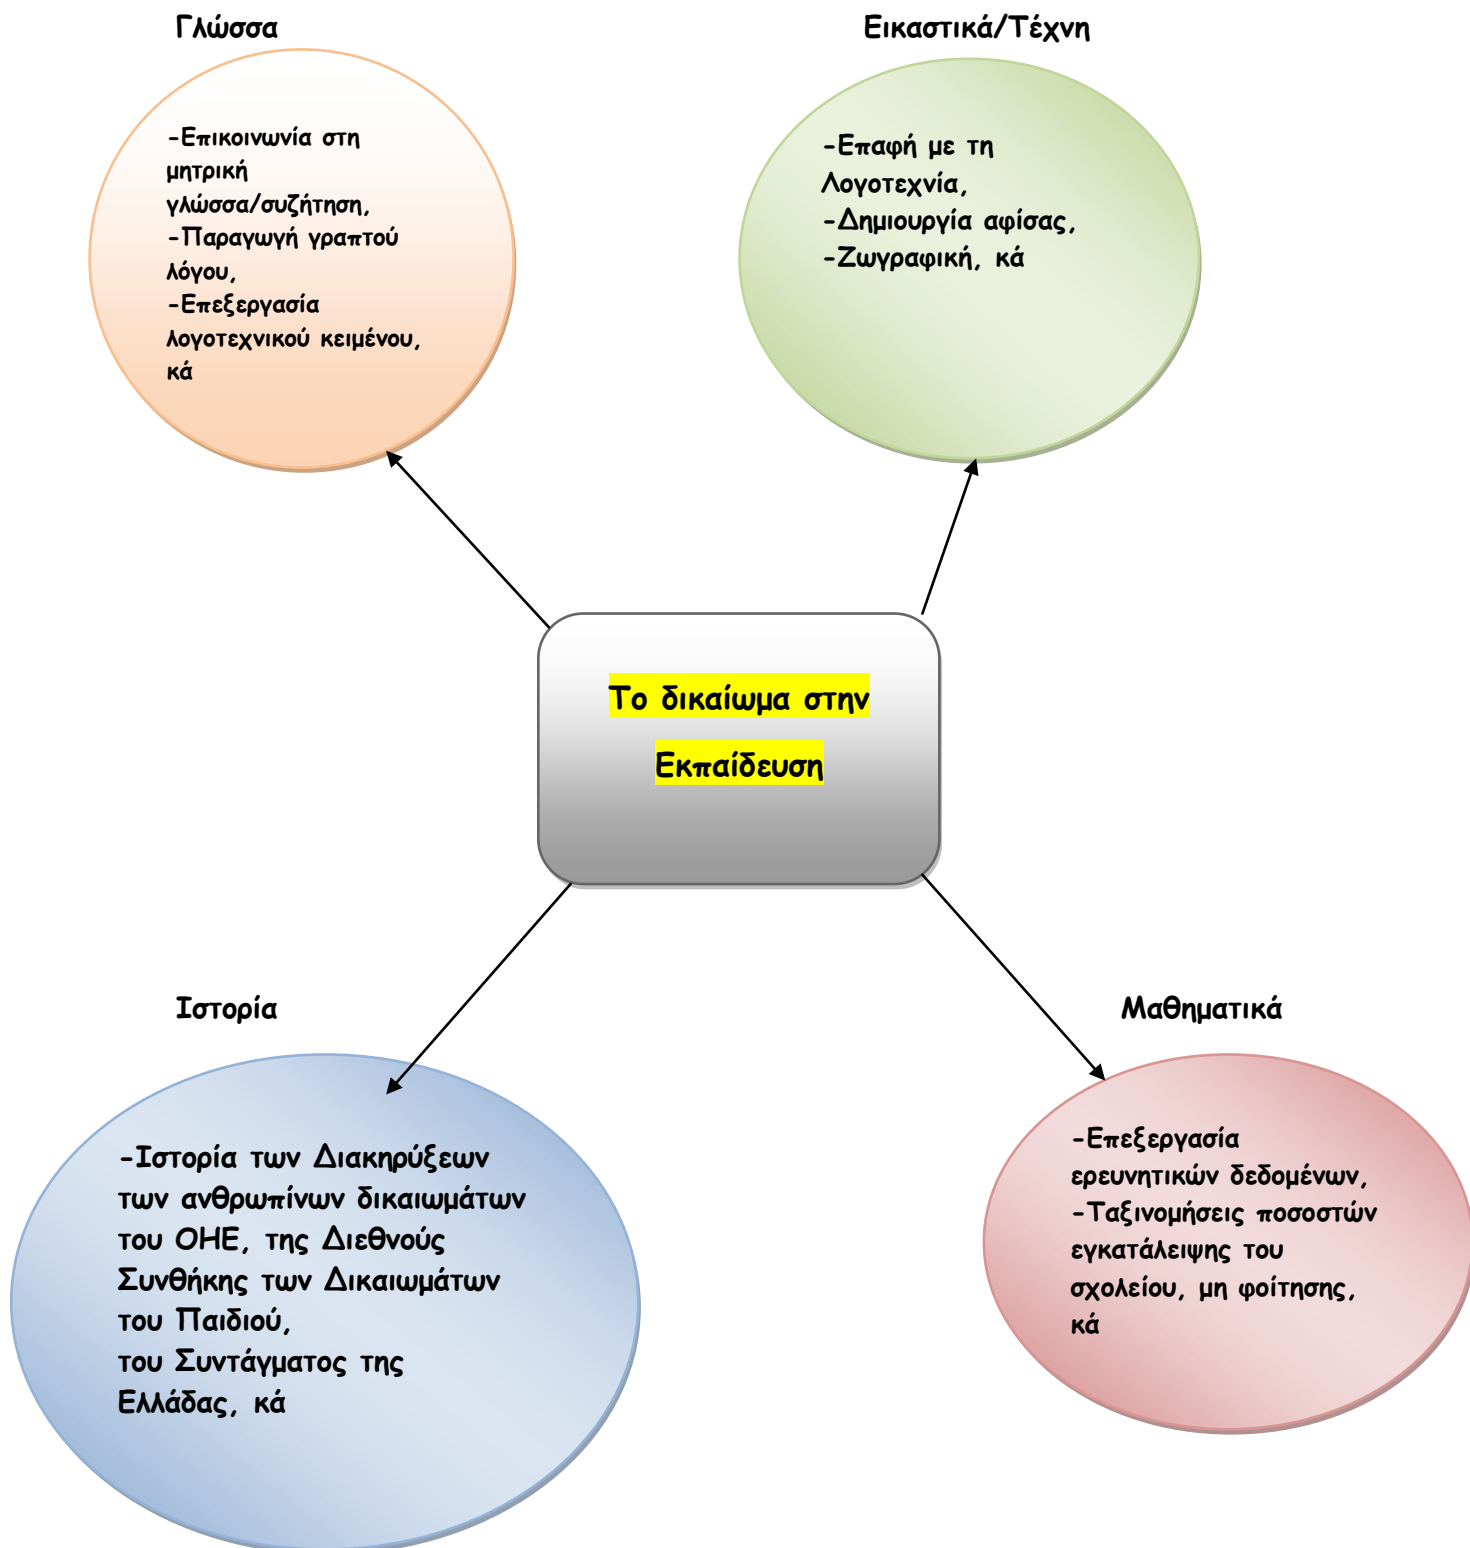 Γλώσσα
-Επικοινωνία στη
μητρική
γλώσσα/συζήτηση,
-Παραγωγή γραπτού
λόγου,
-Επεξεργασία
λογοτεχνικού κειμένου,
κά
Εικαστικά/Τέχνη
-Επαφή με τη
Λογοτεχνία,
-Δημιουργία αφίσας,
-Ζωγραφική, κά
Το δικαίωμα στην
Εκπαίδευση
Ιστορία
-Ιστορία των Διακηρύξεων
των ανθρωπίνων δικαιωμάτων
του ΟΗΕ, της Διεθνούς
Συνθήκης των Δικαιωμάτων
του Παιδιού,
του Συντάγματος της
Ελλάδας, κά
Μαθηματικά
-Επεξεργασία
ερευνητικών δεδομένων,
-Ταξινομήσεις ποσοστών
εγκατάλειψης του
σχολείου, μη φοίτησης,
κά